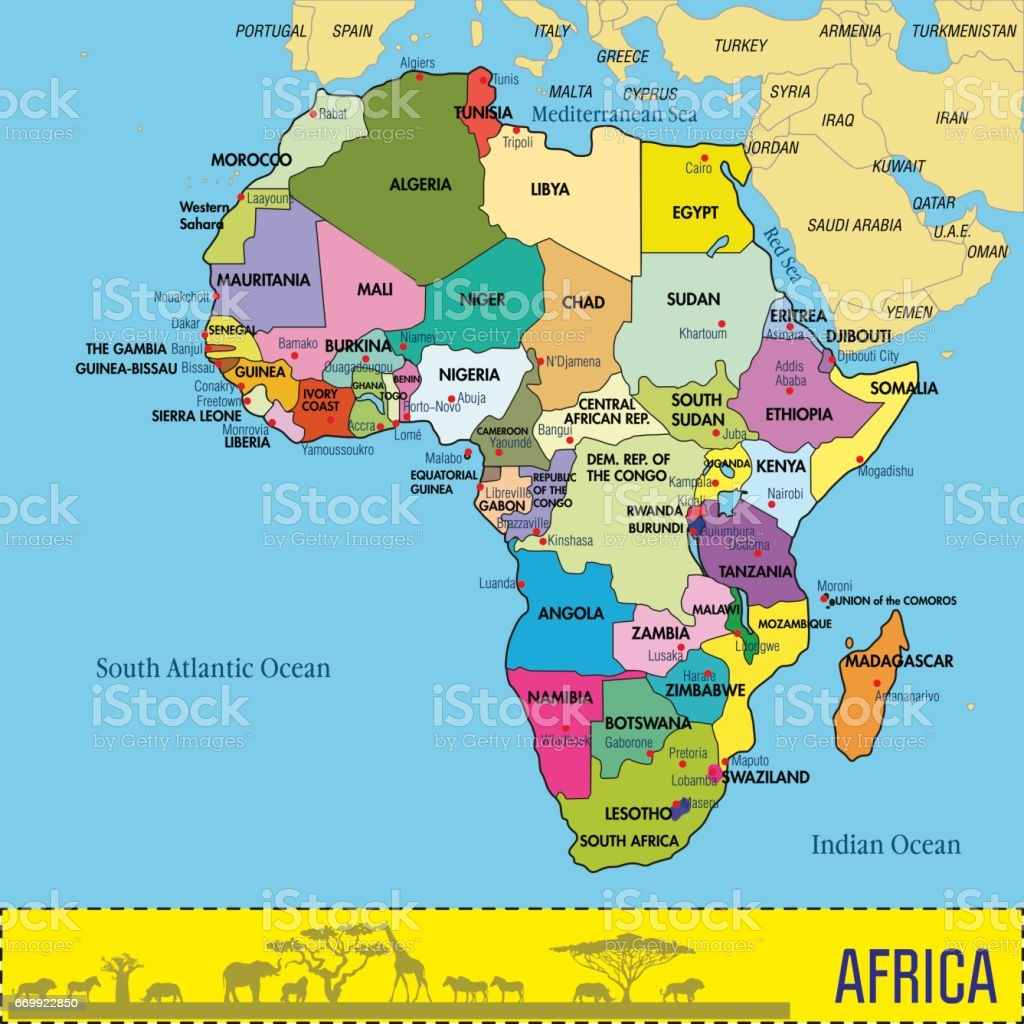 PORTUGAL
SPAIN
ITALY
GREECE
TURKEY
ARMENIA
TURKMENISTAN
MALTA
CYPRUS
SYRIA
IRAQ
IRAN
JORDAN
KUWAIT
QATAR
U.A.E.
SAUDI ARABIA
OMAN
YEMEN
Mediterranean Sea
Red Sea
Algiers
Tunis
TUNISIA
Rabat
Tripoli
MOROCCO
ALGERIA
LIBYA
Cairo
EGYPT
Laayoune
Western
Sahara
MAURITANIA
MALI
NiGER
CHAD
SUDAN
Khartoum
ERITREA
Asmara
DJIBOUTI
Djibouti City
Nouakchott
Dakar
SENEGAL
THE GAMBIA
Banjul
GUINEA-BISSAU
Bissau
Bamako
BURKINA
Ouagadougou
Niamey
N'Djamena
GUINEA
Conakry
Freetown
SIERRA LEONE
Monrovia
LIBERIA
IVORY
COAST
Yamoussoukro
GHANA
Accra
TOGO
Lomé
BENIN
Porto-Novo
NIGERIA
Abuja
CENTRAL
AFRICAN REP.
Bangui
CAMEROON
Yaoundé
SOUTH
SUDAN
Juba
Addis
Ababa
ETHIOPIA
SOMALIA
Mogadishu
Malabo
EQUATORIAL
GUINEA
Libreville
GABON
REPUBLIC
OF THE
CONGO
Brazzaville
DEM. REP. OF
THE CONGO
Kinshasa
UGANDA
Kampala
KENYA
Nairobi
RWANDA
Kigali
BURUNDI
Bujumbura
Dodoma
TANZANIA
Luanda
ANGOLA
ZAMBIA
Lusaka
MALAWI
MOZAMBIQUE
Moroni
UNION of the COMOROS
South Atlantic Ocean
NAMIBIA
Windhoek
BOTSWANA
Gaborone
Harare
ZIMBABWE
MADAGASCAR
Antananarivo
Pretoria
Maputo
Lobamba
SWAZILAND
Maseru
LESOTHO
SOUTH AFRICA
Indian Ocean
AFRICA
iStock
by Getty Images™
669922850